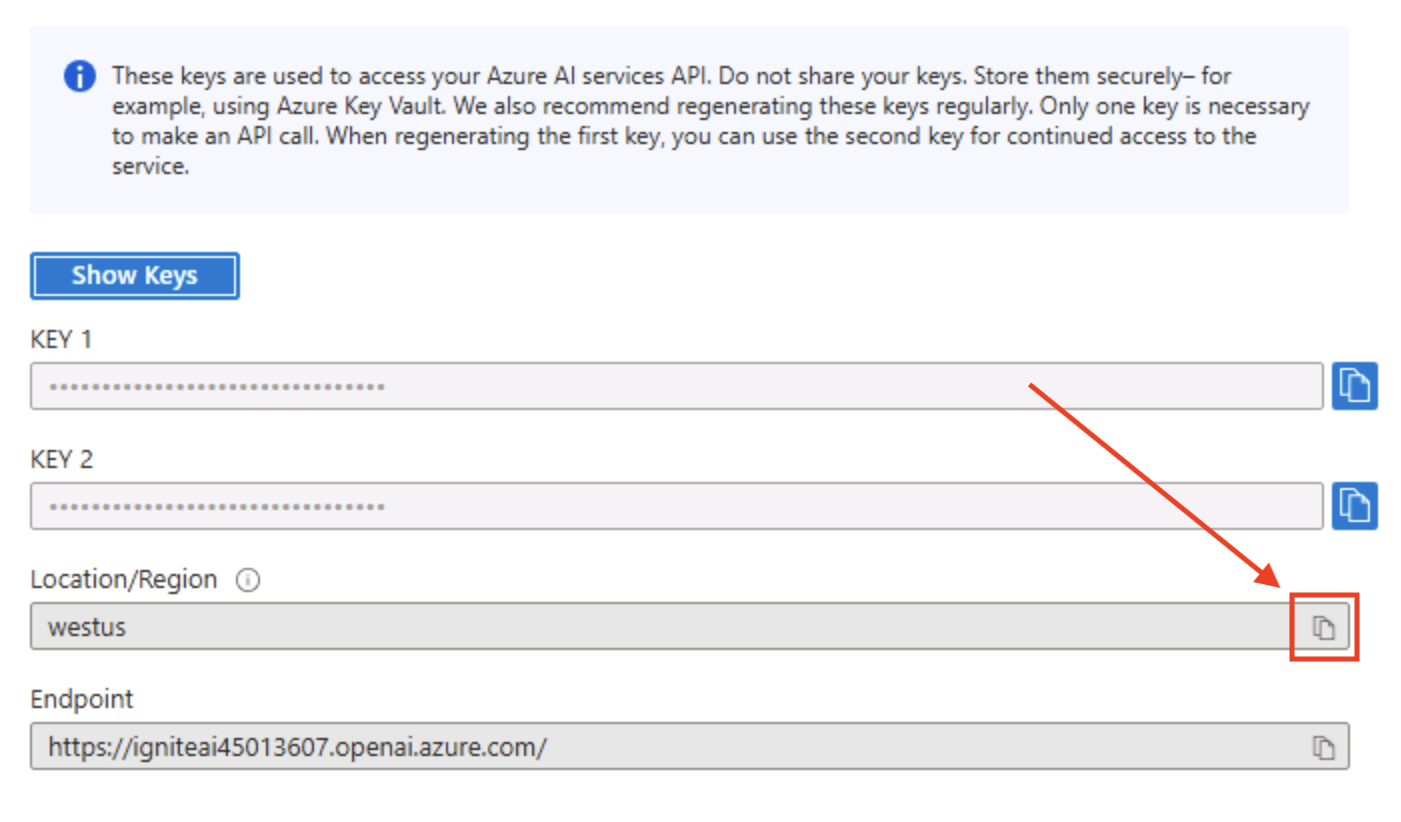 These keys are used to access your Azure AI services API. Do not share your keys. Store them securely– for
example, using Azure Key Vault. We also recommend regenerating these keys regularly. Only one key is necessary
to make an API call. When regenerating the first key, you can use the second key for continued access to the
service.
Show Keys
KEY 1
••••••••••••••••••••••••••••••••
KEY 2
••••••••••••••••••••••••••••••••
Location/Region
westus
Endpoint
https://igniteai45013607.openai.azure.com/